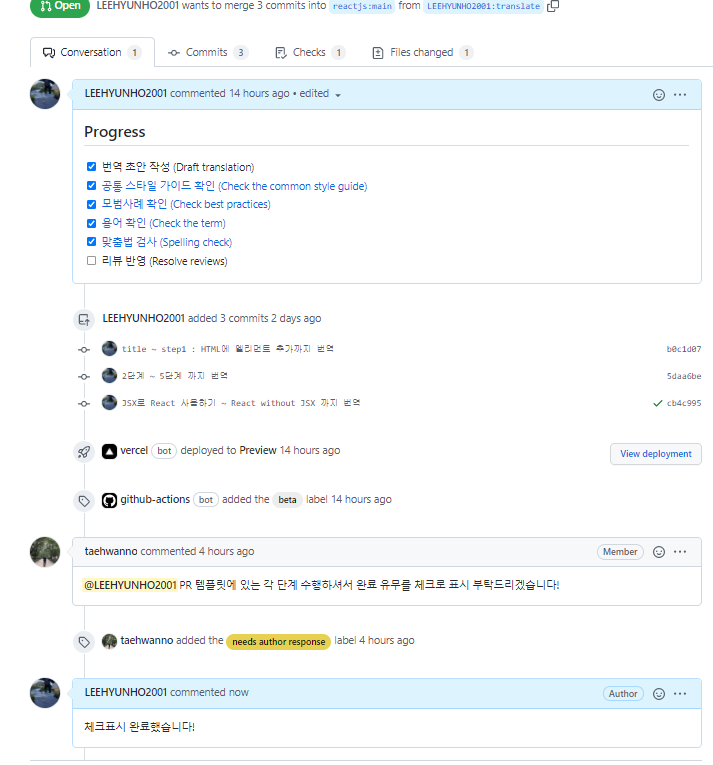 Open LEEHYUNHO2001 wants to merge 3 commits into reactjs:main from LEEHYUNHO2001:translate
Conversation 1 Commits 3 Checks 1 Files changed 1
LEEHYUNHO2001 commented 14 hours ago • edited
Progress
번역 초안 작성 (Draft translation)
공통 스타일 가이드 확인 (Check the common style guide)
모범사례 확인 (Check best practices)
용어 확인 (Check the term)
맞춤법 검사 (Spelling check)
리뷰 반영 (Resolve reviews)
LEEHYUNHO2001 added 3 commits 2 days ago
title ~ step1 : HTML에 엘리먼트 추가까지 번역 b0c1d07
2단계 ~ 5단계 까지 번역 5daa6be
JSX로 React 사용하기 ~ React without JSX 까지 번역 cb4c995
vercel bot deployed to Preview 14 hours ago View deployment
github-actions bot added the beta label 14 hours ago
taehwanno commented 4 hours ago Member
@LEEHYUNHO2001 PR 템플릿에 있는 각 단계 수행하셔서 완료 유무를 체크로 표시 부탁드리겠습니다!
taehwanno added the needs author response label 4 hours ago
LEEHYUNHO2001 commented now Author
체크표시 완료했습니다!